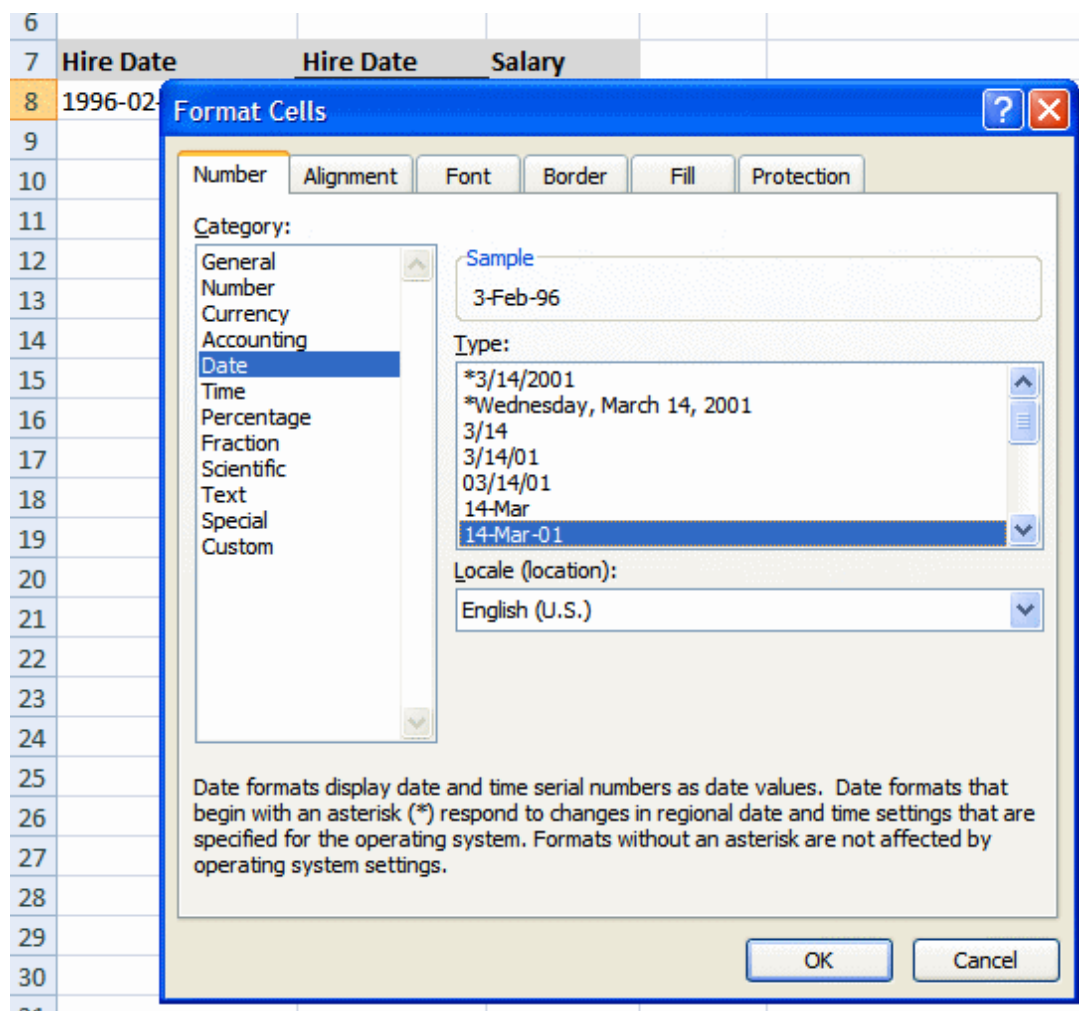 6
7 Hire Date Hire Date Salary
8 1996-02-
Format Cells
9
10
11
12
13
14
15
16
17
18
19
20
21
22
23
24
25
26
27
28
29
30
Number Alignment Font Border Fill Protection
Category:
General
Number
Currency
Accounting
Date
Time
Percentage
Fraction
Scientific
Text
Special
Custom
Sample
3-Feb-96
Type:
*3/14/2001
*Wednesday, March 14, 2001
3/14
3/14/01
03/14/01
14-Mar
14-Mar-01
Locale (location):
English (U.S.)
Date formats display date and time serial numbers as date values. Date formats that
begin with an asterisk (*) respond to changes in regional date and time settings that are
specified for the operating system. Formats without an asterisk are not affected by
operating system settings.
OK Cancel